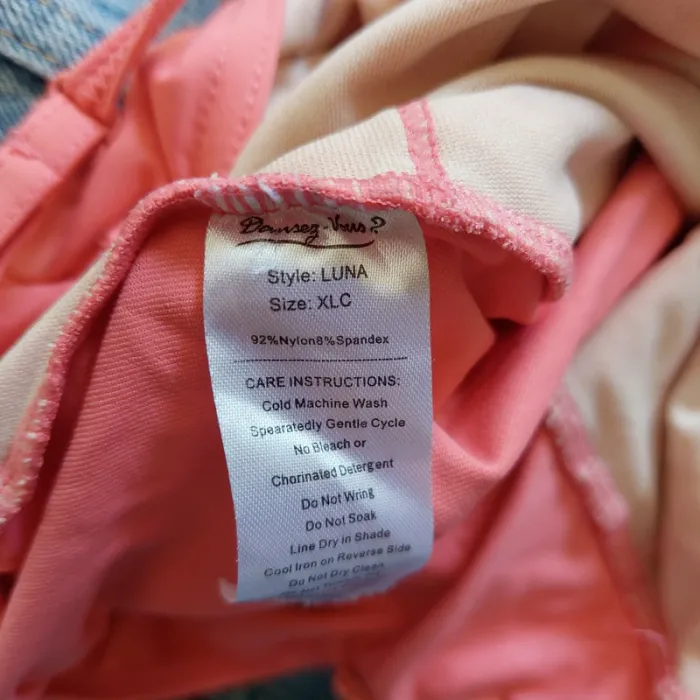 Dansez-Vous?
Style: LUNA
Size: XLC
92%Nylon8%Spandex
CARE INSTRUCTIONS:
Cold Machine Wash
Spearatedly Gentle Cycle
No Bleach or
Chorinaled Detergent
Do Not Wring
Do Not Soak
Line Dry in Shade
Cool Iron on Reverse Side
Do Not Dry Clean